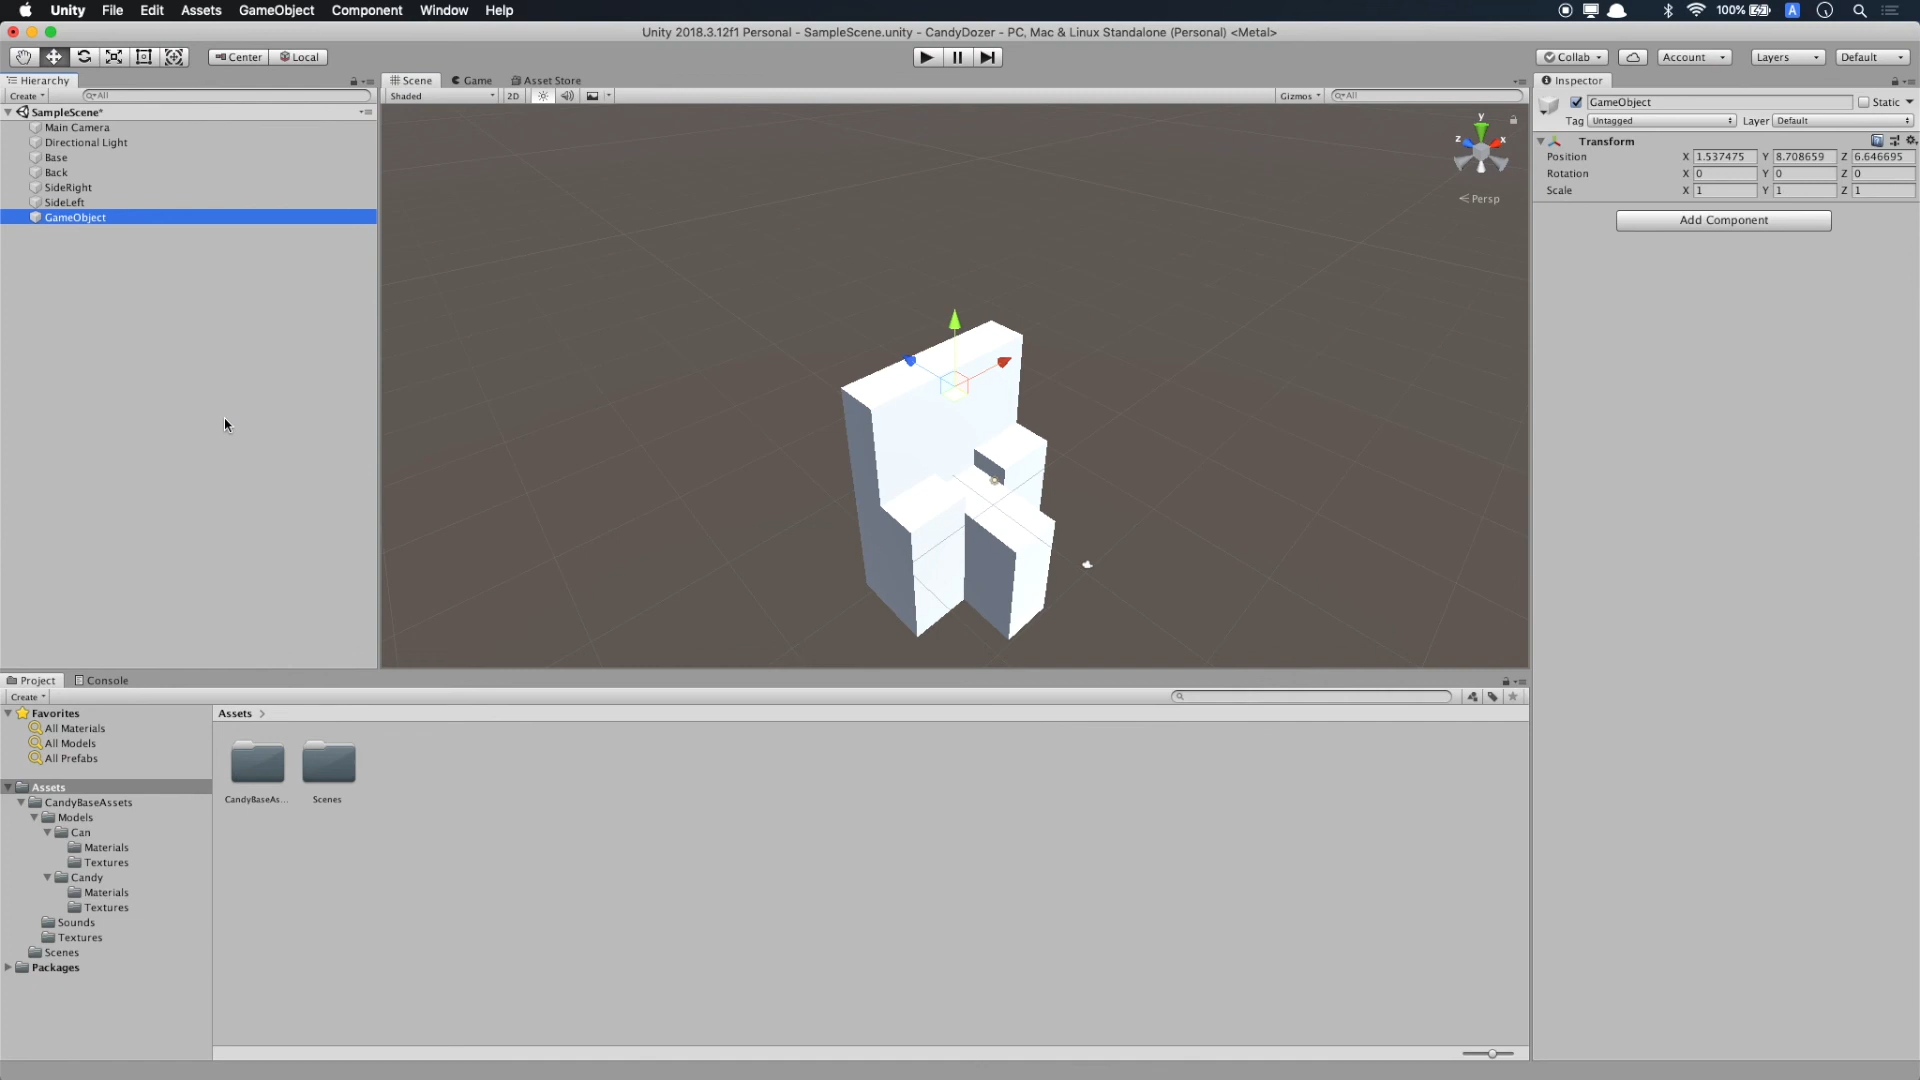 Unity File Edit Assets GameObject Component Window Help 100% A
Unity 2018.3.12f1 Personal - SampleScene.unity - CandyDozer - PC, Mac & Linux Standalone (Personal) <Metal>
Center Local Collab Account Layers Default
Hierarchy
Create All
SampleScene*
Main Camera
Directional Light
Base
Back
SideRight
SideLeft
GameObject
Scene Game Asset Store
Shaded 2D Gizmos All
y
z x
Persp
Inspector
GameObject Static
Tag Untagged Layer Default
Transform
Position X 1.537475 Y 8.708659 Z 6.646695
Rotation X 0 Y 0 Z 0
Scale X 1 Y 1 Z 1
Add Component
Project Console
Create
Favorites
All Materials
All Models
All Prefabs
Assets
CandyBaseAssets
Models
Can
Materials
Textures
Candy
Materials
Textures
Sounds
Textures
Scenes
Packages
Assets >
CandyBaseAs...
Scenes